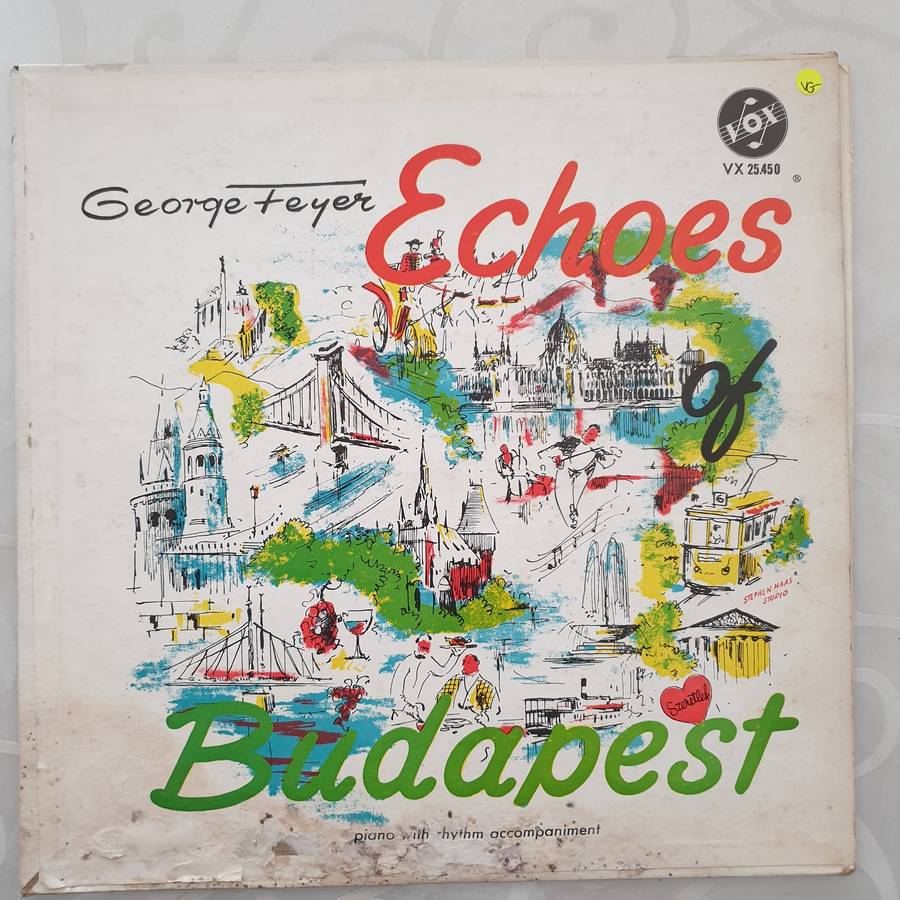 VG-
VOX
VX 25.450
®
George Feyer
Echoes
of
6
STEPHEN HAAS
STUDIO
Szeretlek
Budapest
piano with rhythm accompaniment